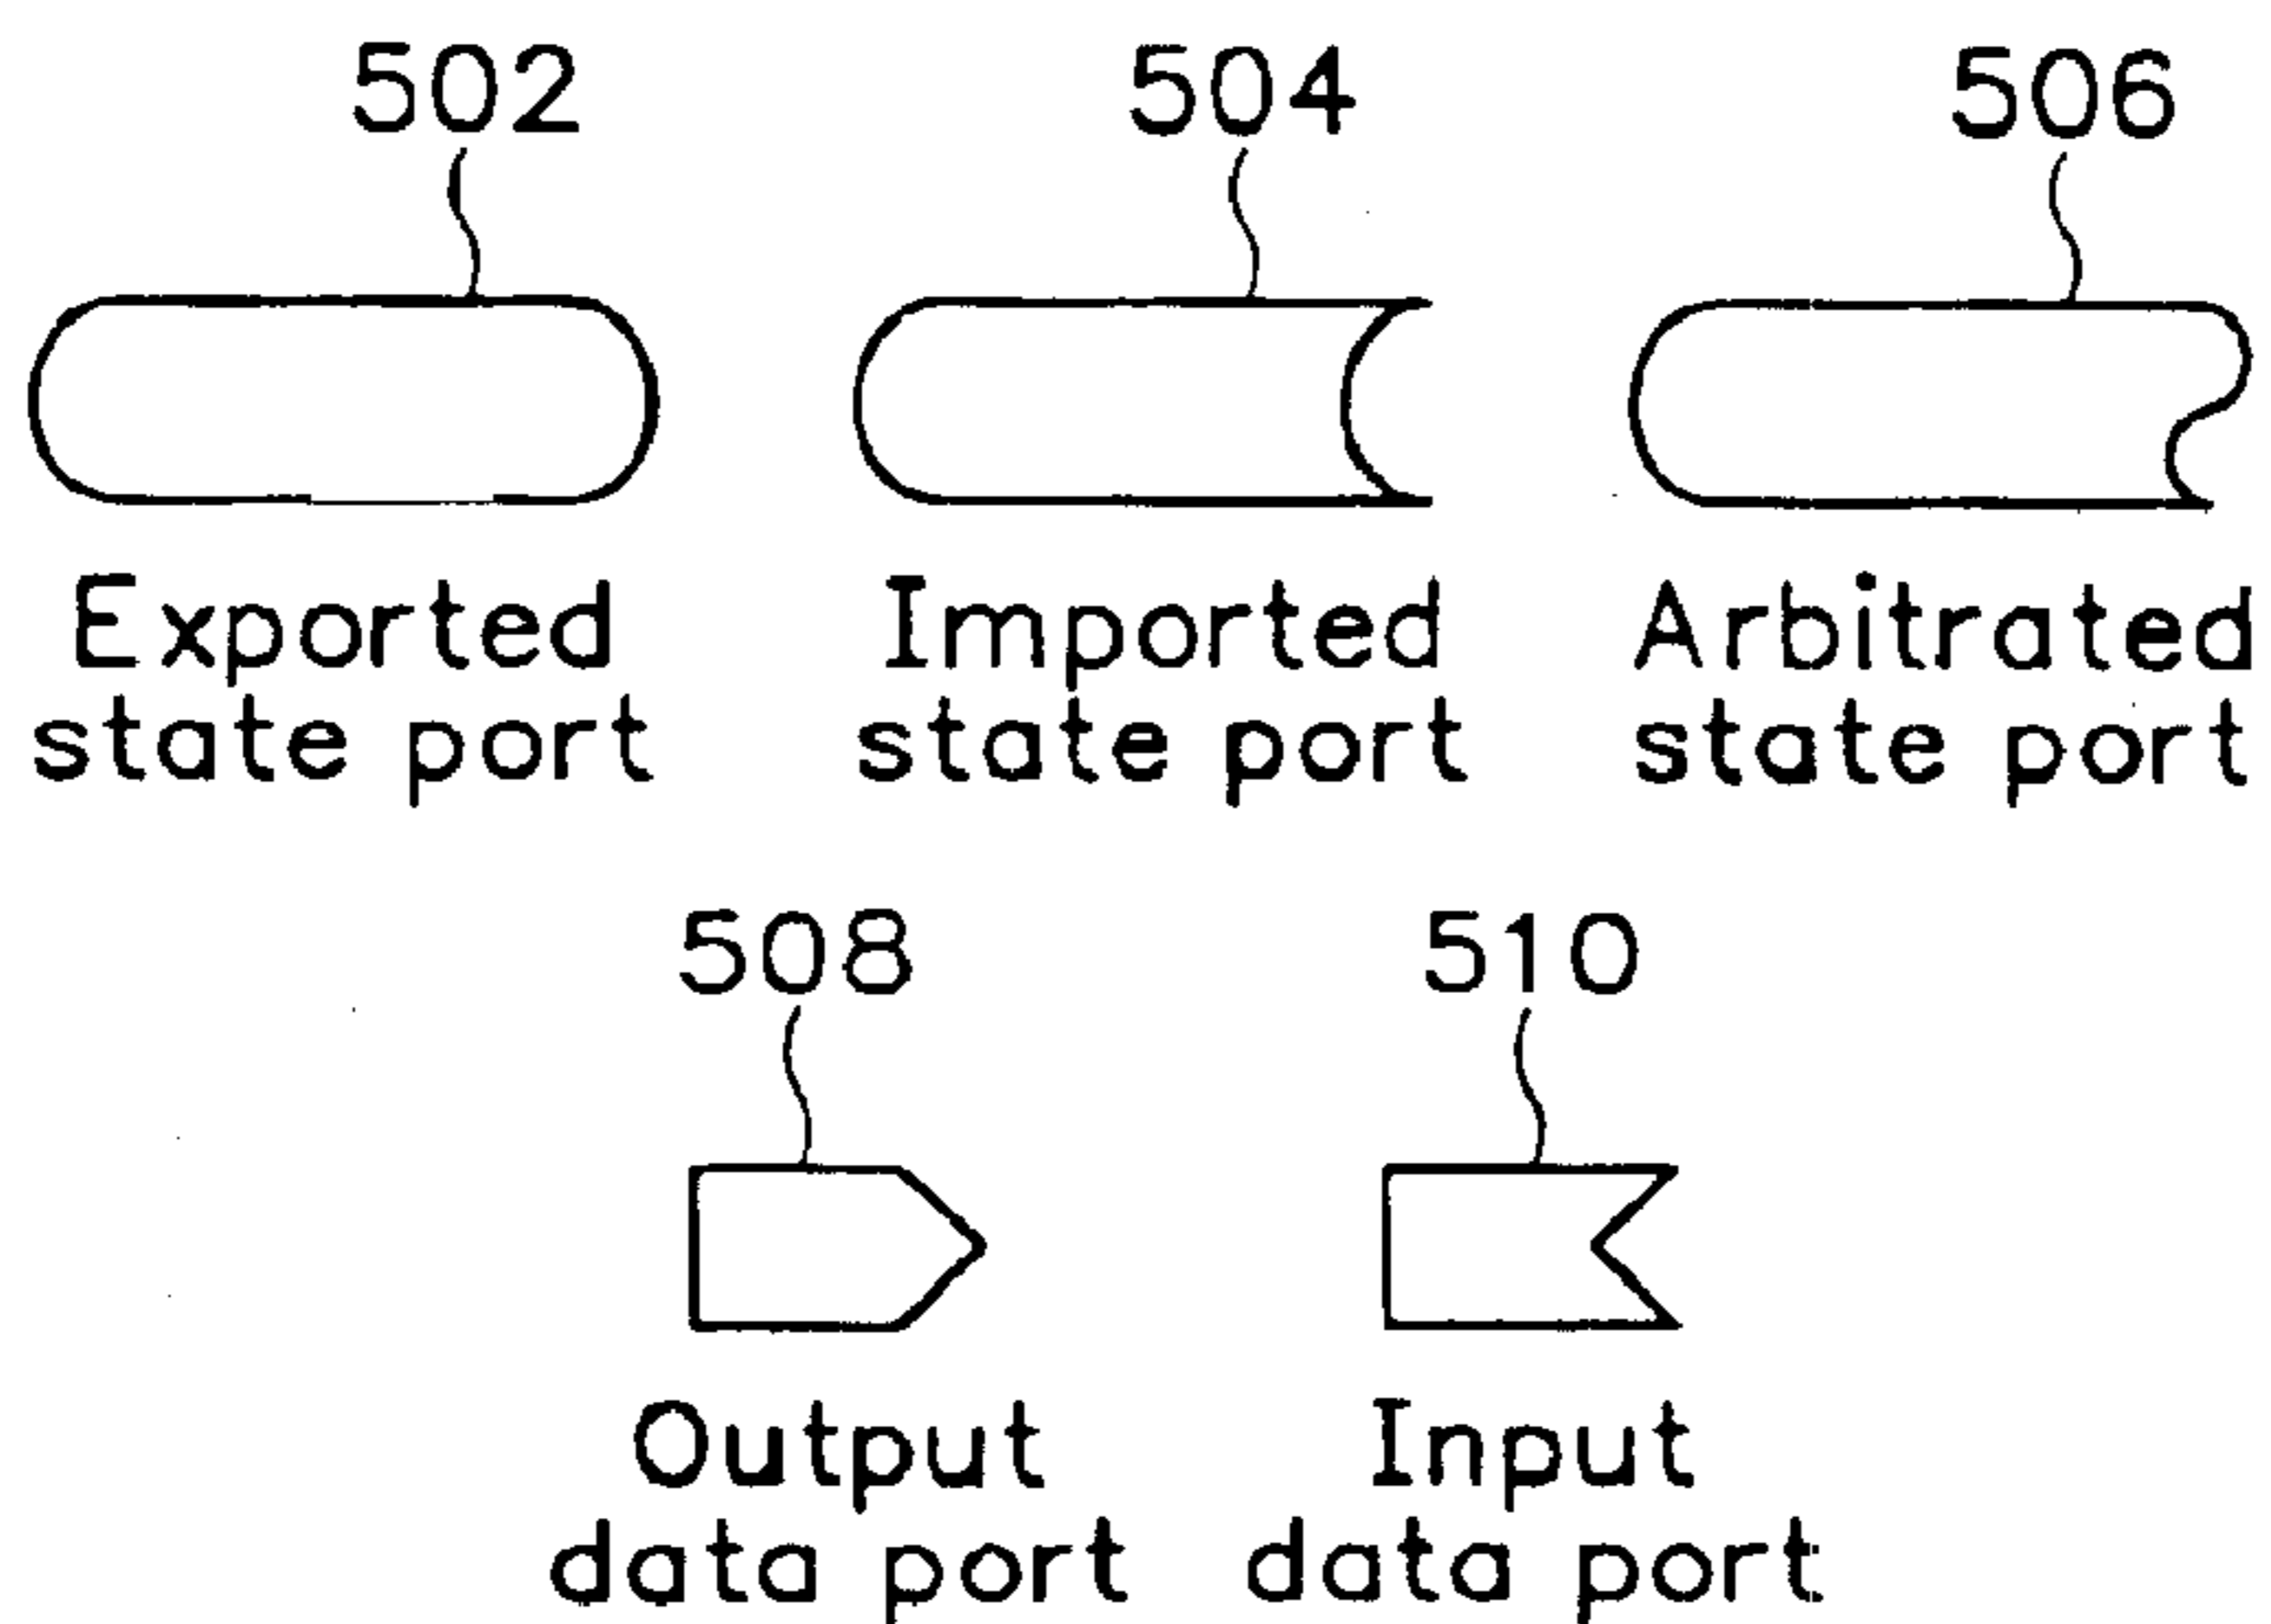 502 504 506
Exported Imported Arbitrated
state port state port state port
508 510
Output Input
data port data port